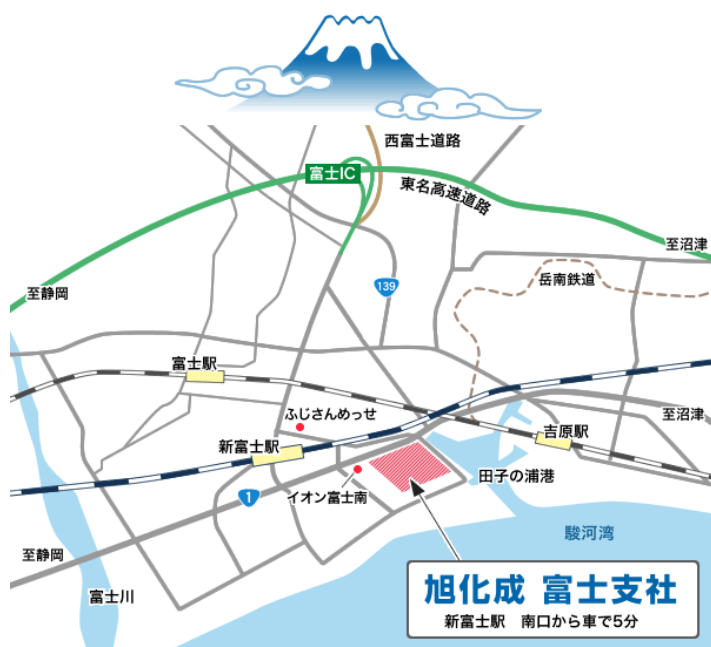 西富士道路
富士IC
東名高速道路
至沼津
139
岳南鉄道
至静岡
富士駅
ふじさんめっせ
至沼津
吉原駅
新富士駅
田子の浦港
イオン富士南
1
駿河湾
至静岡
富士川
旭化成 富士支社
新富士駅 南口から車で5分